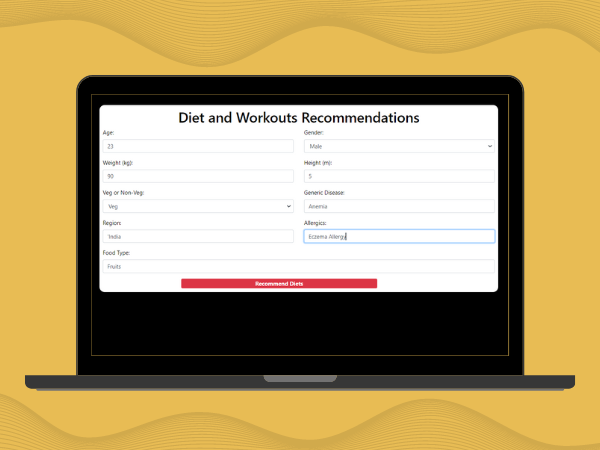 Diet and Workouts Recommendations
Age:
Gender:
23
Male
Weight (kg):
Height (m):
90
5
Veg or Non-Veg:
Generic Disease:
Veg
Anemia
Region:
Allergics:
'India
Eczema Allergy
Food Type:
Fruits
Recommend Diets